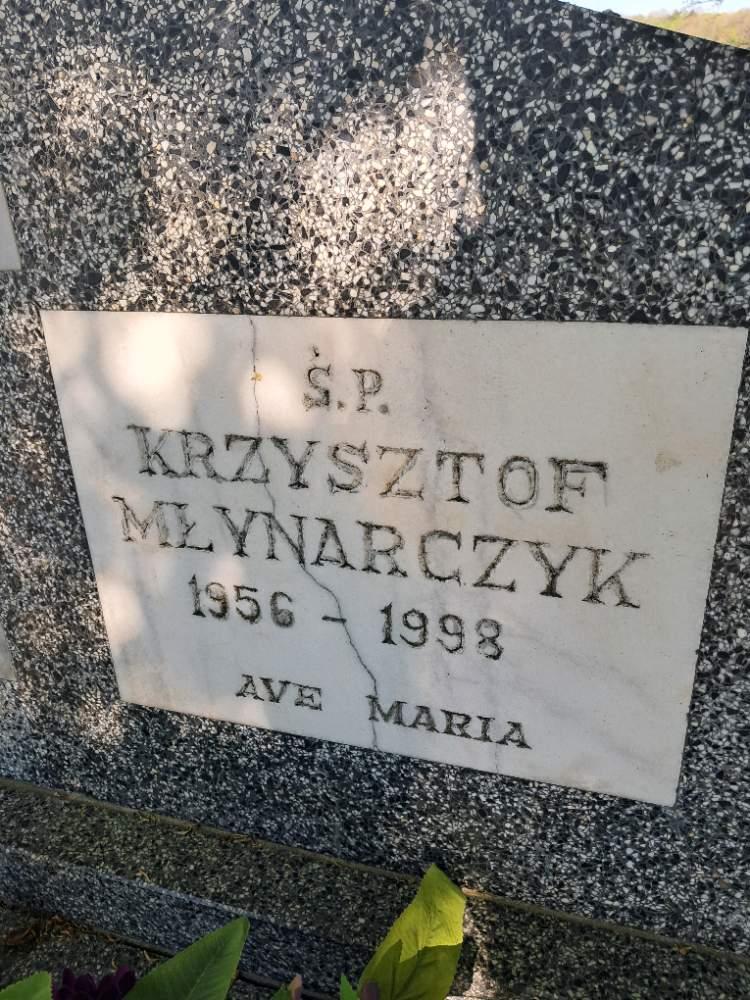 Ś.P.
KRZYSZTOF
MŁYNARCZYK
1956 - 1998
AVE MARIA